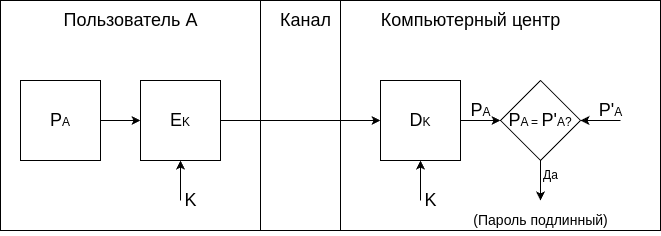 Пользователь А
Канал
Компьютерный центр
PA
EK
DK
PA
PA = P'A?
P'A
K
K
Да
(Пароль подлинный)